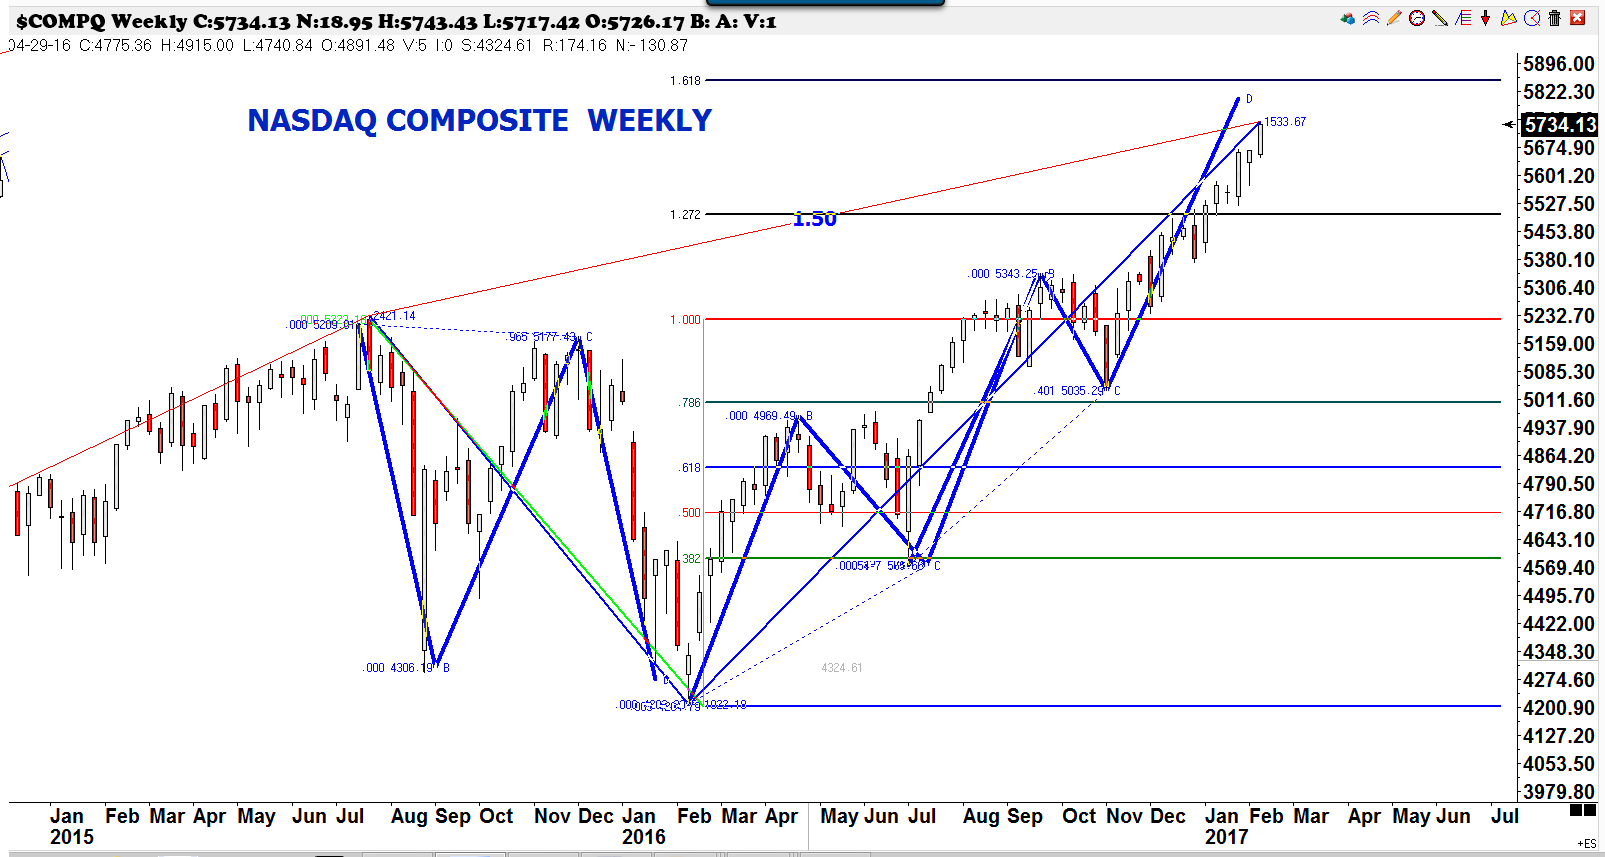 $COMPQ Weekly C:5734.13 N:18.95 H:5743.43 L:5717.42 O:5726.17 B: A: V:1
04-29-16 C:4775.36 H:4915.00 L:4740.84 O:4891.48 V:5 I:0 S:4324.61 R:174.16 N:-130.87
NASDAQ COMPOSITE WEEKLY
1.618
D
1533.67
1.272
1.50
.000 5343.25 B
2421.14
.000 5209.01
1.000
.965 5177.43 C
.401 5035.29 C
.786
.000 4969.49 B
.618
.500
.382
C
.000 4306.19 B
4324.61
D
5896.00
5822.30
5734.13
5674.90
5601.20
5527.50
5453.80
5380.10
5306.40
5232.70
5159.00
5085.30
5011.60
4937.90
4864.20
4790.50
4716.80
4643.10
4569.40
4495.70
4422.00
4348.30
4274.60
4200.90
4127.20
4053.50
3979.80
Jan Feb Mar Apr May Jun Jul Aug Sep Oct Nov Dec Jan Feb Mar Apr May Jun Jul Aug Sep Oct Nov Dec Jan Feb Mar Apr May Jun Jul
2015 2016 2017
+ES